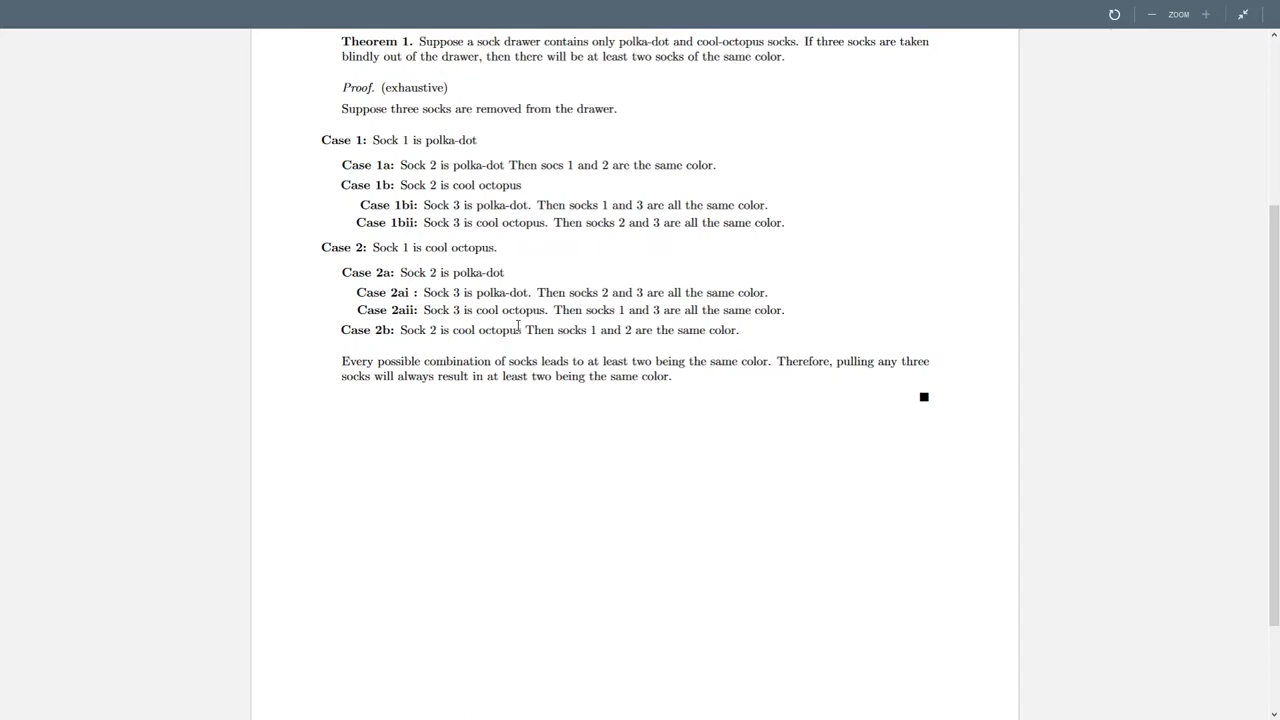 ZOOM
Theorem 1. Suppose a sock drawer contains only polka-dot and cool-octopus socks. If three socks are taken
blindly out of the drawer, then there will be at least two socks of the same color.
Proof. (exhaustive)
Suppose three socks are removed from the drawer.
Case 1: Sock 1 is polka-dot
Case 1a: Sock 2 is polka-dot Then socs 1 and 2 are the same color.
Case 1b: Sock 2 is cool octopus
Case 1bi: Sock 3 is polka-dot. Then socks 1 and 3 are all the same color.
Case 1bii: Sock 3 is cool octopus. Then socks 2 and 3 are all the same color.
Case 2: Sock 1 is cool octopus.
Case 2a: Sock 2 is polka-dot
Case 2ai : Sock 3 is polka-dot. Then socks 2 and 3 are all the same color.
Case 2aii: Sock 3 is cool octopus. Then socks 1 and 3 are all the same color.
Case 2b: Sock 2 is cool octopus Then socks 1 and 2 are the same color.
Every possible combination of socks leads to at least two being the same color. Therefore, pulling any three
socks will always result in at least two being the same color.